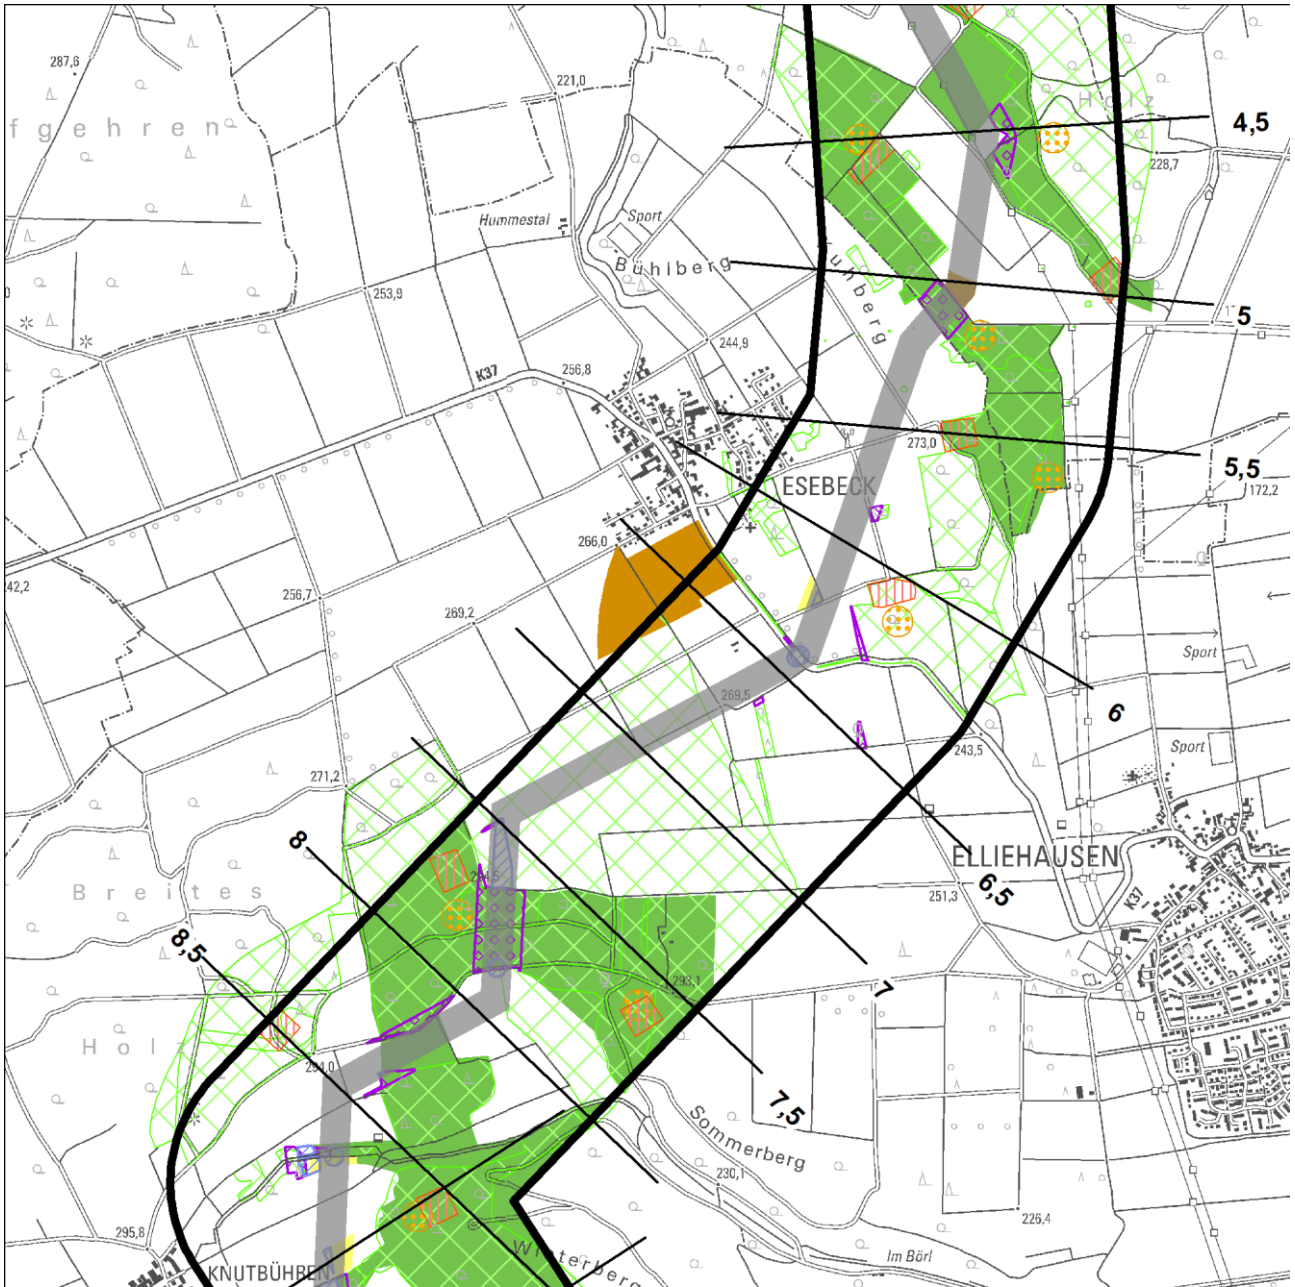 287,6
221,0
Holz
4,5
228,7
fgehren
Hummestal
Sport
Bühlberg
253,9
5
244,9
K37
256,8
273,0
5,5
172,2
ESEBECK
266,0
242,2
256,7
269,2
Sport
269,5
6
243,5
Sport
271,2
8
ELLIEHAUSEN
251,3
6,5
K37
Breites
8,5
293,1
7
Holz
294,0
7,5
Sommerberg
230,1
226,4
295,8
Im Börl
Winterberg
KNUTBÜHREN